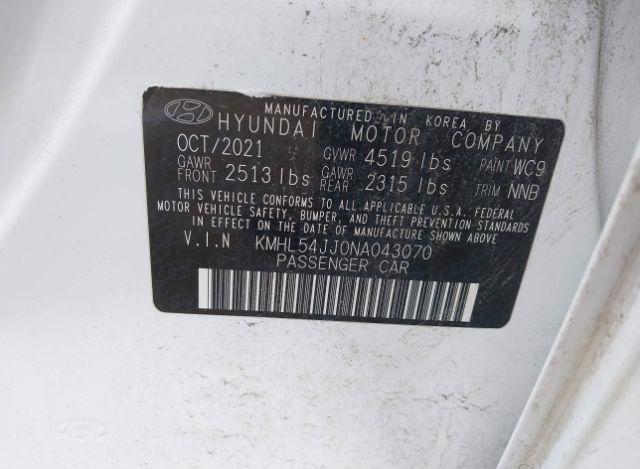 MANUFACTURED IN KOREA BY
HYUNDAI MOTOR COMPANY
OCT/2021 GVWR 4519 lbs PAINT WC9
GAWR FRONT 2513 lbs GAWR REAR 2315 lbs TRIM NNB
THIS VEHICLE CONFORMS TO ALL APPLICABLE U.S.A. FEDERAL
MOTOR VEHICLE SAFETY, BUMPER, AND THEFT PREVENTION
STANDARDS IN EFFECT ON THE DATE OF MANUFACTURE SHOWN ABOVE.
V.I.N KMHL54JJ0NA043070
PASSENGER CAR